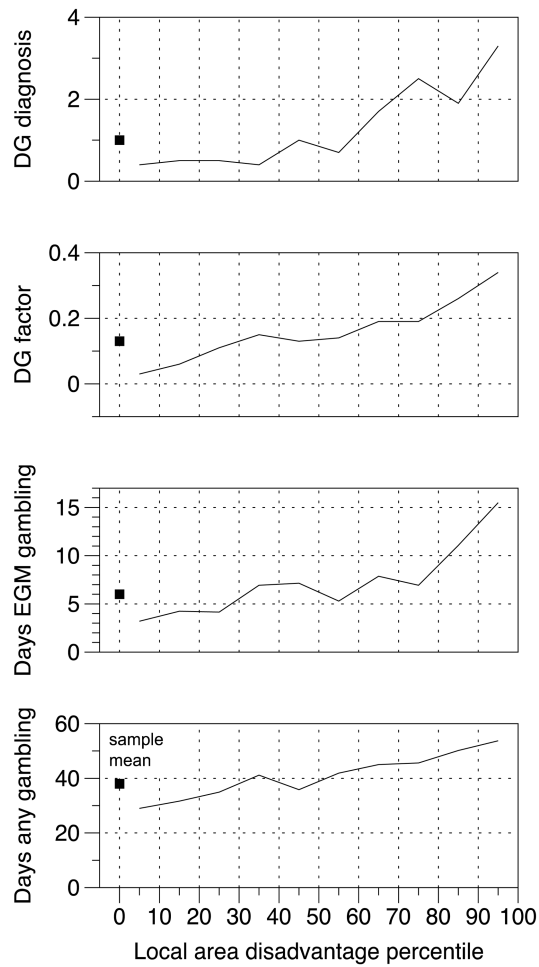 DG diagnosis
4
2
0
DG factor
0.4
0.2
0
Days EGM gambling
15
10
5
0
Days any gambling
60
40
20
0
sample
mean
0 10 20 30 40 50 60 70 80 90 100
Local area disadvantage percentile